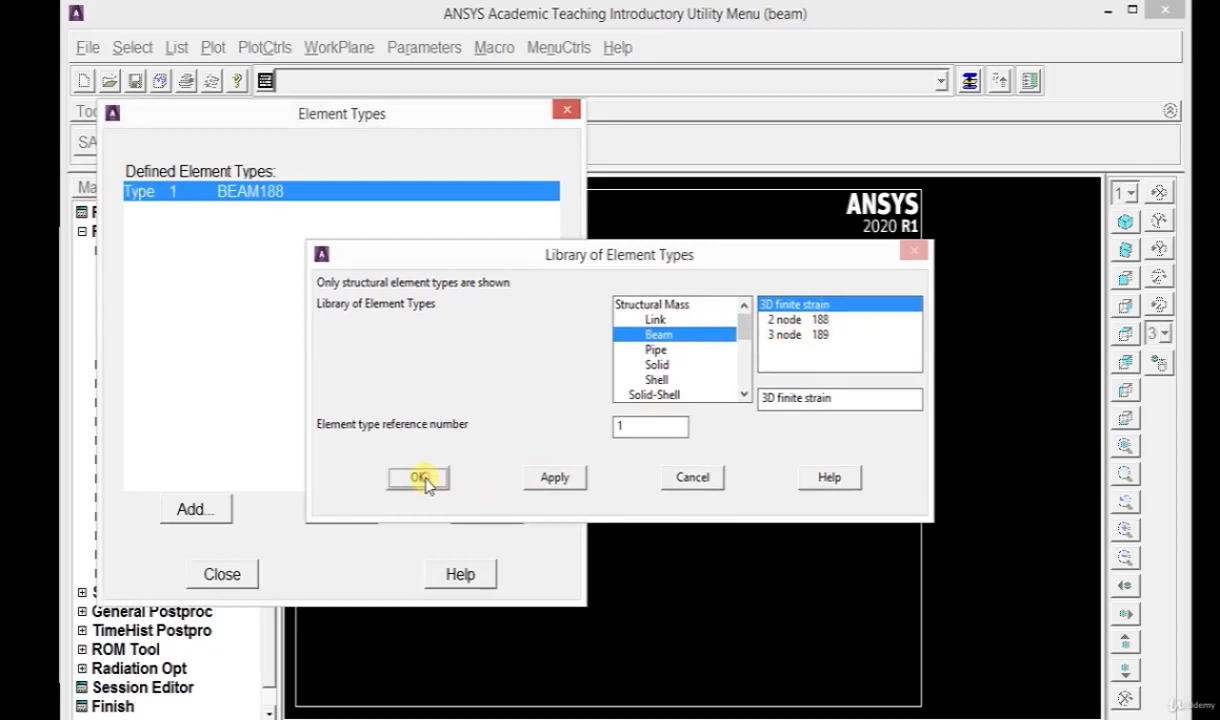 ANSYS Academic Teaching Introductory Utility Menu (beam)
File Select List Plot PlotCtrls WorkPlane Parameters Macro MenuCtrls Help
Element Types
Defined Element Types:
Type 1 BEAM188
ANSYS
2020 R1
Library of Element Types
Only structural element types are shown
Library of Element Types
Structural Mass
Link
Beam
Pipe
Solid
Shell
Solid-Shell
3D finite strain
2 node 188
3 node 189
3D finite strain
Element type reference number
1
OK Apply Cancel Help
Add...
Close Help
General Postproc
TimeHist Postpro
ROM Tool
Radiation Opt
Session Editor
Finish
1
3
udemy